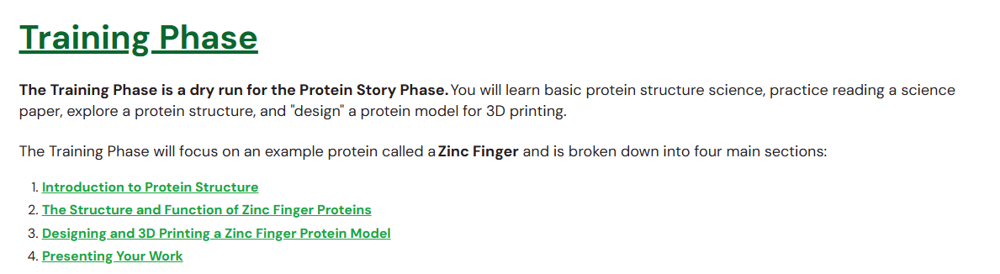 Training Phase
The Training Phase is a dry run for the Protein Story Phase. You will learn basic protein structure science, practice reading a science
paper, explore a protein structure, and "design" a protein model for 3D printing.
The Training Phase will focus on an example protein called a Zinc Finger and is broken down into four main sections:
1. Introduction to Protein Structure
2. The Structure and Function of Zinc Finger Proteins
3. Designing and 3D Printing a Zinc Finger Protein Model
4. Presenting Your Work